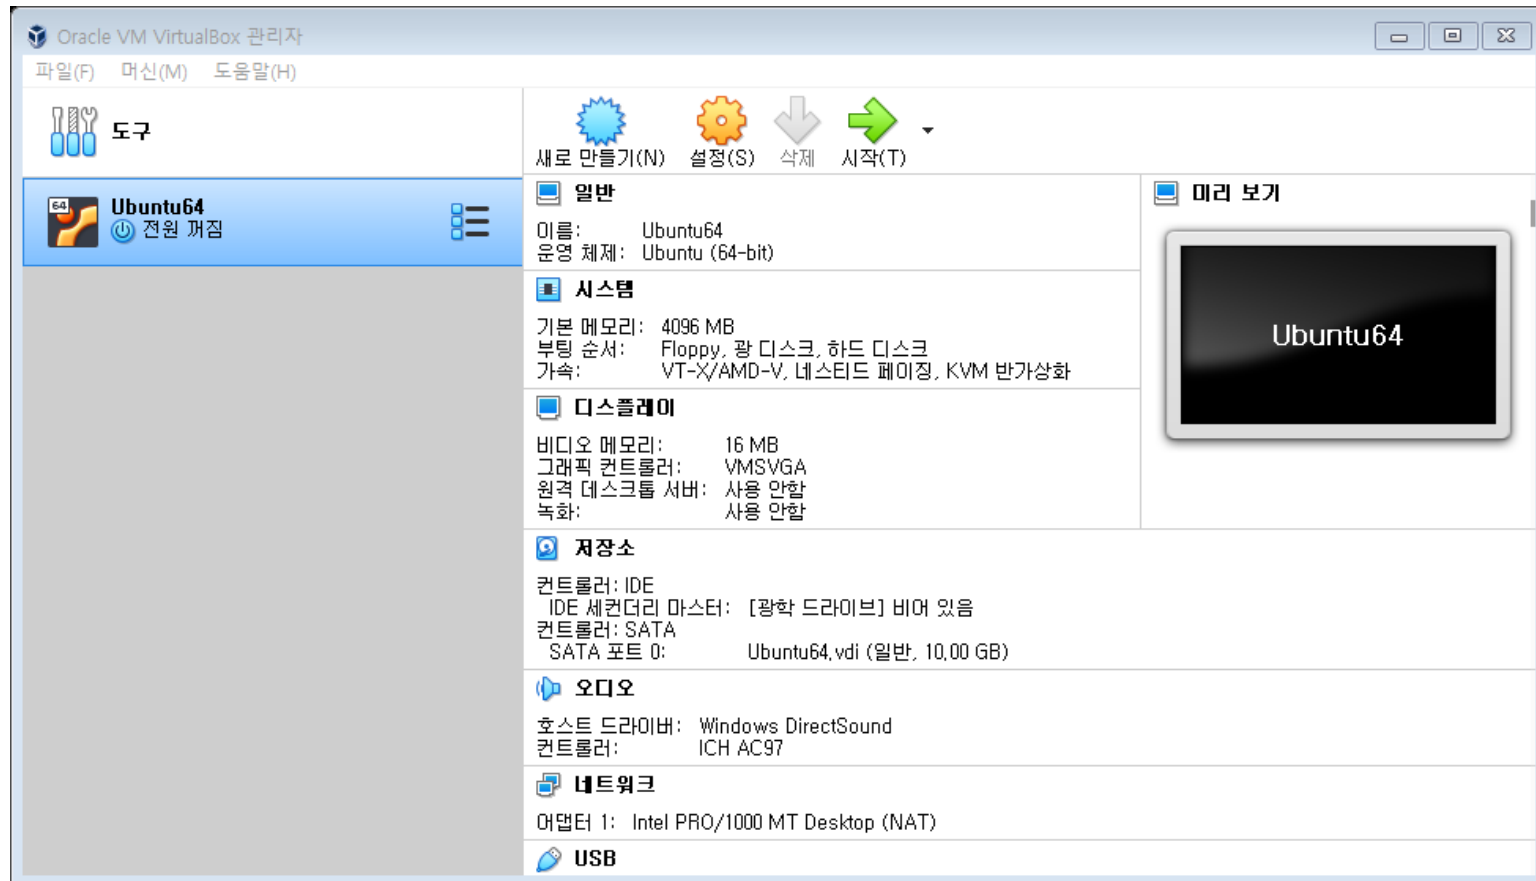 Oracle VM VirtualBox 관리자
파일(F) 머신(M) 도움말(H)
도구
새로 만들기(N) 설정(S) 삭제 시작(T)
64
Ubuntu64
전원 꺼짐
일반
이름: Ubuntu64
운영 체제: Ubuntu (64-bit)
시스템
기본 메모리: 4096 MB
부팅 순서: Floppy, 광 디스크, 하드 디스크
가속: VT-X/AMD-V, 네스티드 페이징, KVM 반가상화
디스플레이
비디오 메모리: 16 MB
그래픽 컨트롤러: VMSVGA
원격 데스크톱 서버: 사용 안함
녹화: 사용 안함
미리 보기
Ubuntu64
저장소
컨트롤러: IDE
IDE 세컨더리 마스터: [광학 드라이브] 비어 있음
컨트롤러: SATA
SATA 포트 0: Ubuntu64.vdi (일반, 10.00 GB)
오디오
호스트 드라이버: Windows DirectSound
컨트롤러: ICH AC97
네트워크
어댑터 1: Intel PRO/1000 MT Desktop (NAT)
USB